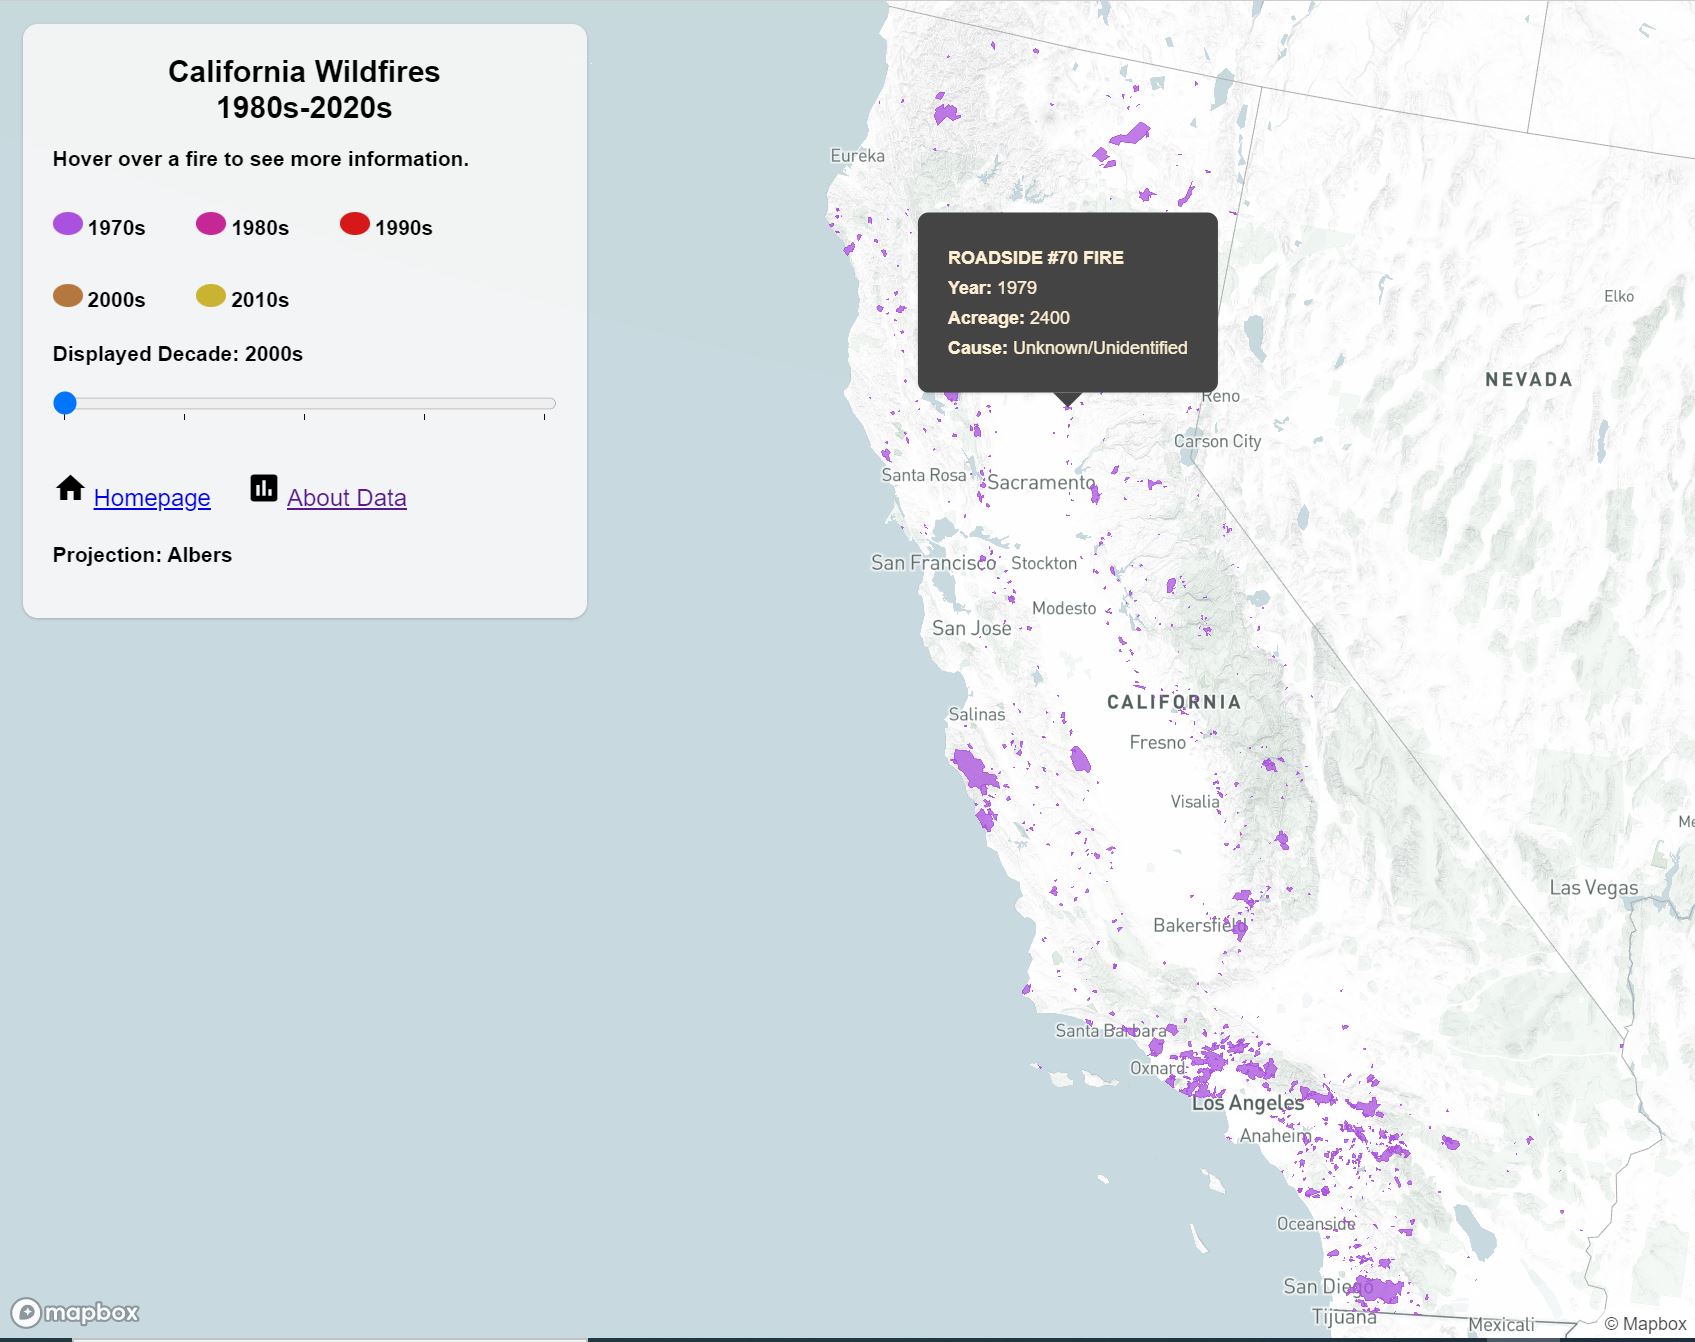 California Wildfires
1980s-2020s
Hover over a fire to see more information.
1970s 1980s 1990s
2000s 2010s
Displayed Decade: 2000s
Homepage About Data
Projection: Albers
Eureka
ROADSIDE #70 FIRE
Year: 1979
Acreage: 2400
Cause: Unknown/Unidentified
Elko
NEVADA
Reno
Carson City
Santa Rosa
Sacramento
San Francisco
Stockton
Modesto
San Jose
CALIFORNIA
Salinas
Fresno
Visalia
Me
Las Vegas
Bakersfield
Santa Barbara
Oxnard
Los Angeles
Anaheim
Oceanside
San Diego
Tijuana
Mexicali
mapbox
© Mapbox